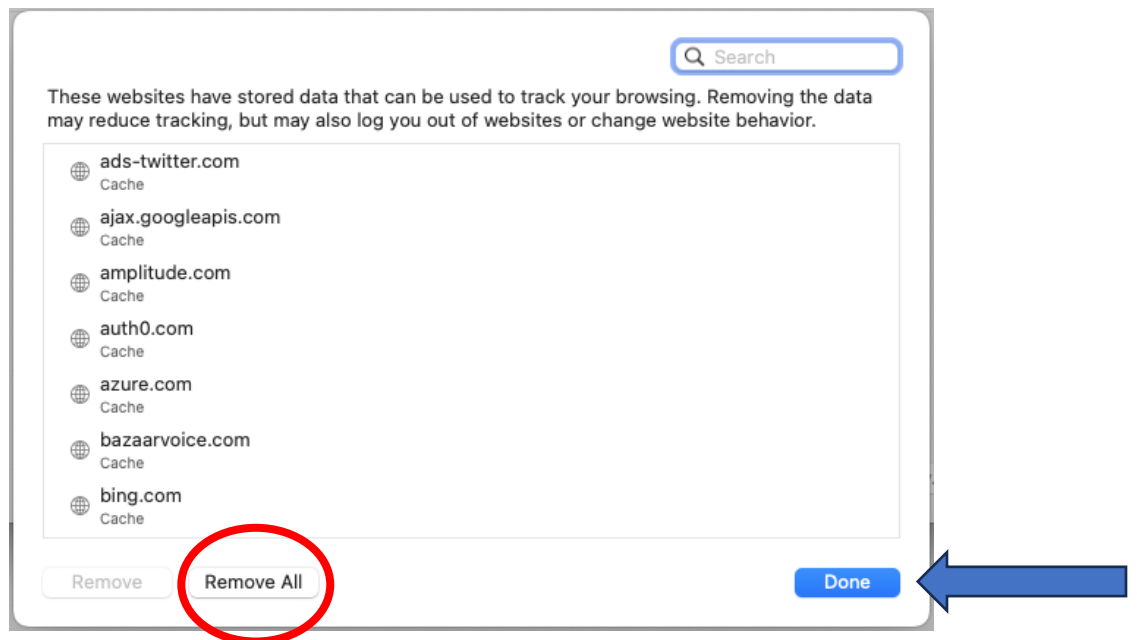 Search
These websites have stored data that can be used to track your browsing. Removing the data
may reduce tracking, but may also log you out of websites or change website behavior.
ads-twitter.com
Cache
ajax.googleapis.com
Cache
amplitude.com
Cache
auth0.com
Cache
azure.com
Cache
bazaarvoice.com
Cache
bing.com
Cache
Remove
Remove All
Done